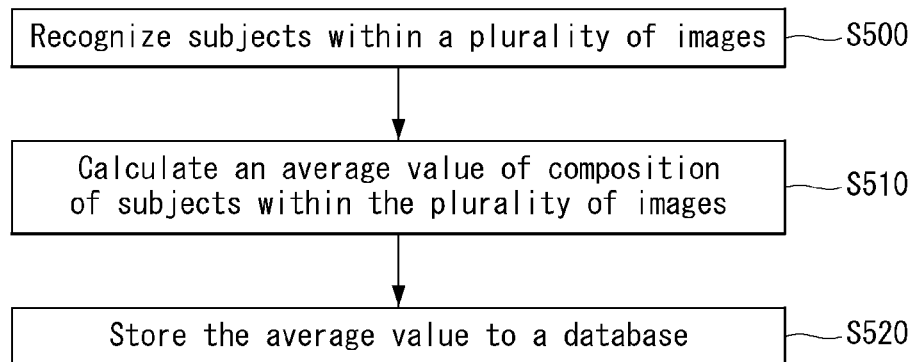 Recognize subjects within a plurality of images S500
Calculate an average value of composition
of subjects within the plurality of images
S510
Store the average value to a database S520